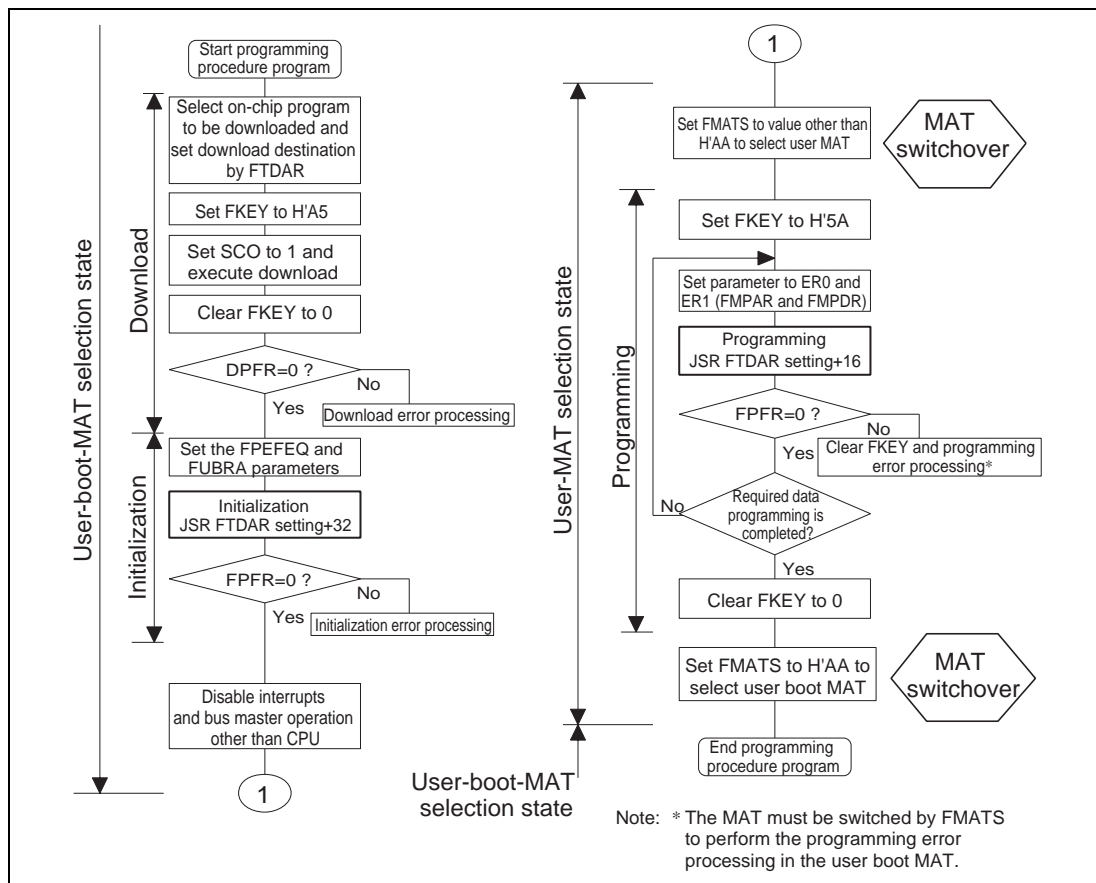 User-boot-MAT selection state
Start programming
procedure program
Download
Select on-chip program
to be downloaded and
set download destination
by FTDAR
Set FKEY to H'A5
Set SCO to 1 and
execute download
Clear FKEY to 0
DPFR=0 ?
No
Yes
Download error processing
Initialization
Set the FPEFEQ and
FUBRA parameters
Initialization
JSR FTDAR setting+32
FPFR=0 ?
No
Yes
Initialization error processing
Disable interrupts
and bus master operation
other than CPU
1
1
User-MAT selection state
Set FMATS to value other than
H'AA to select user MAT
MAT
switchover
Programming
Set FKEY to H'5A
Set parameter to ER0 and
ER1 (FMPAR and FMPDR)
Programming
JSR FTDAR setting+16
FPFR=0 ?
No
Yes
Clear FKEY and programming
error processing*
No
Required data
programming is
completed?
Yes
Clear FKEY to 0
Set FMATS to H'AA to
select user boot MAT
MAT
switchover
End programming
procedure program
User-boot-MAT
selection state
Note: * The MAT must be switched by FMATS
to perform the programming error
processing in the user boot MAT.